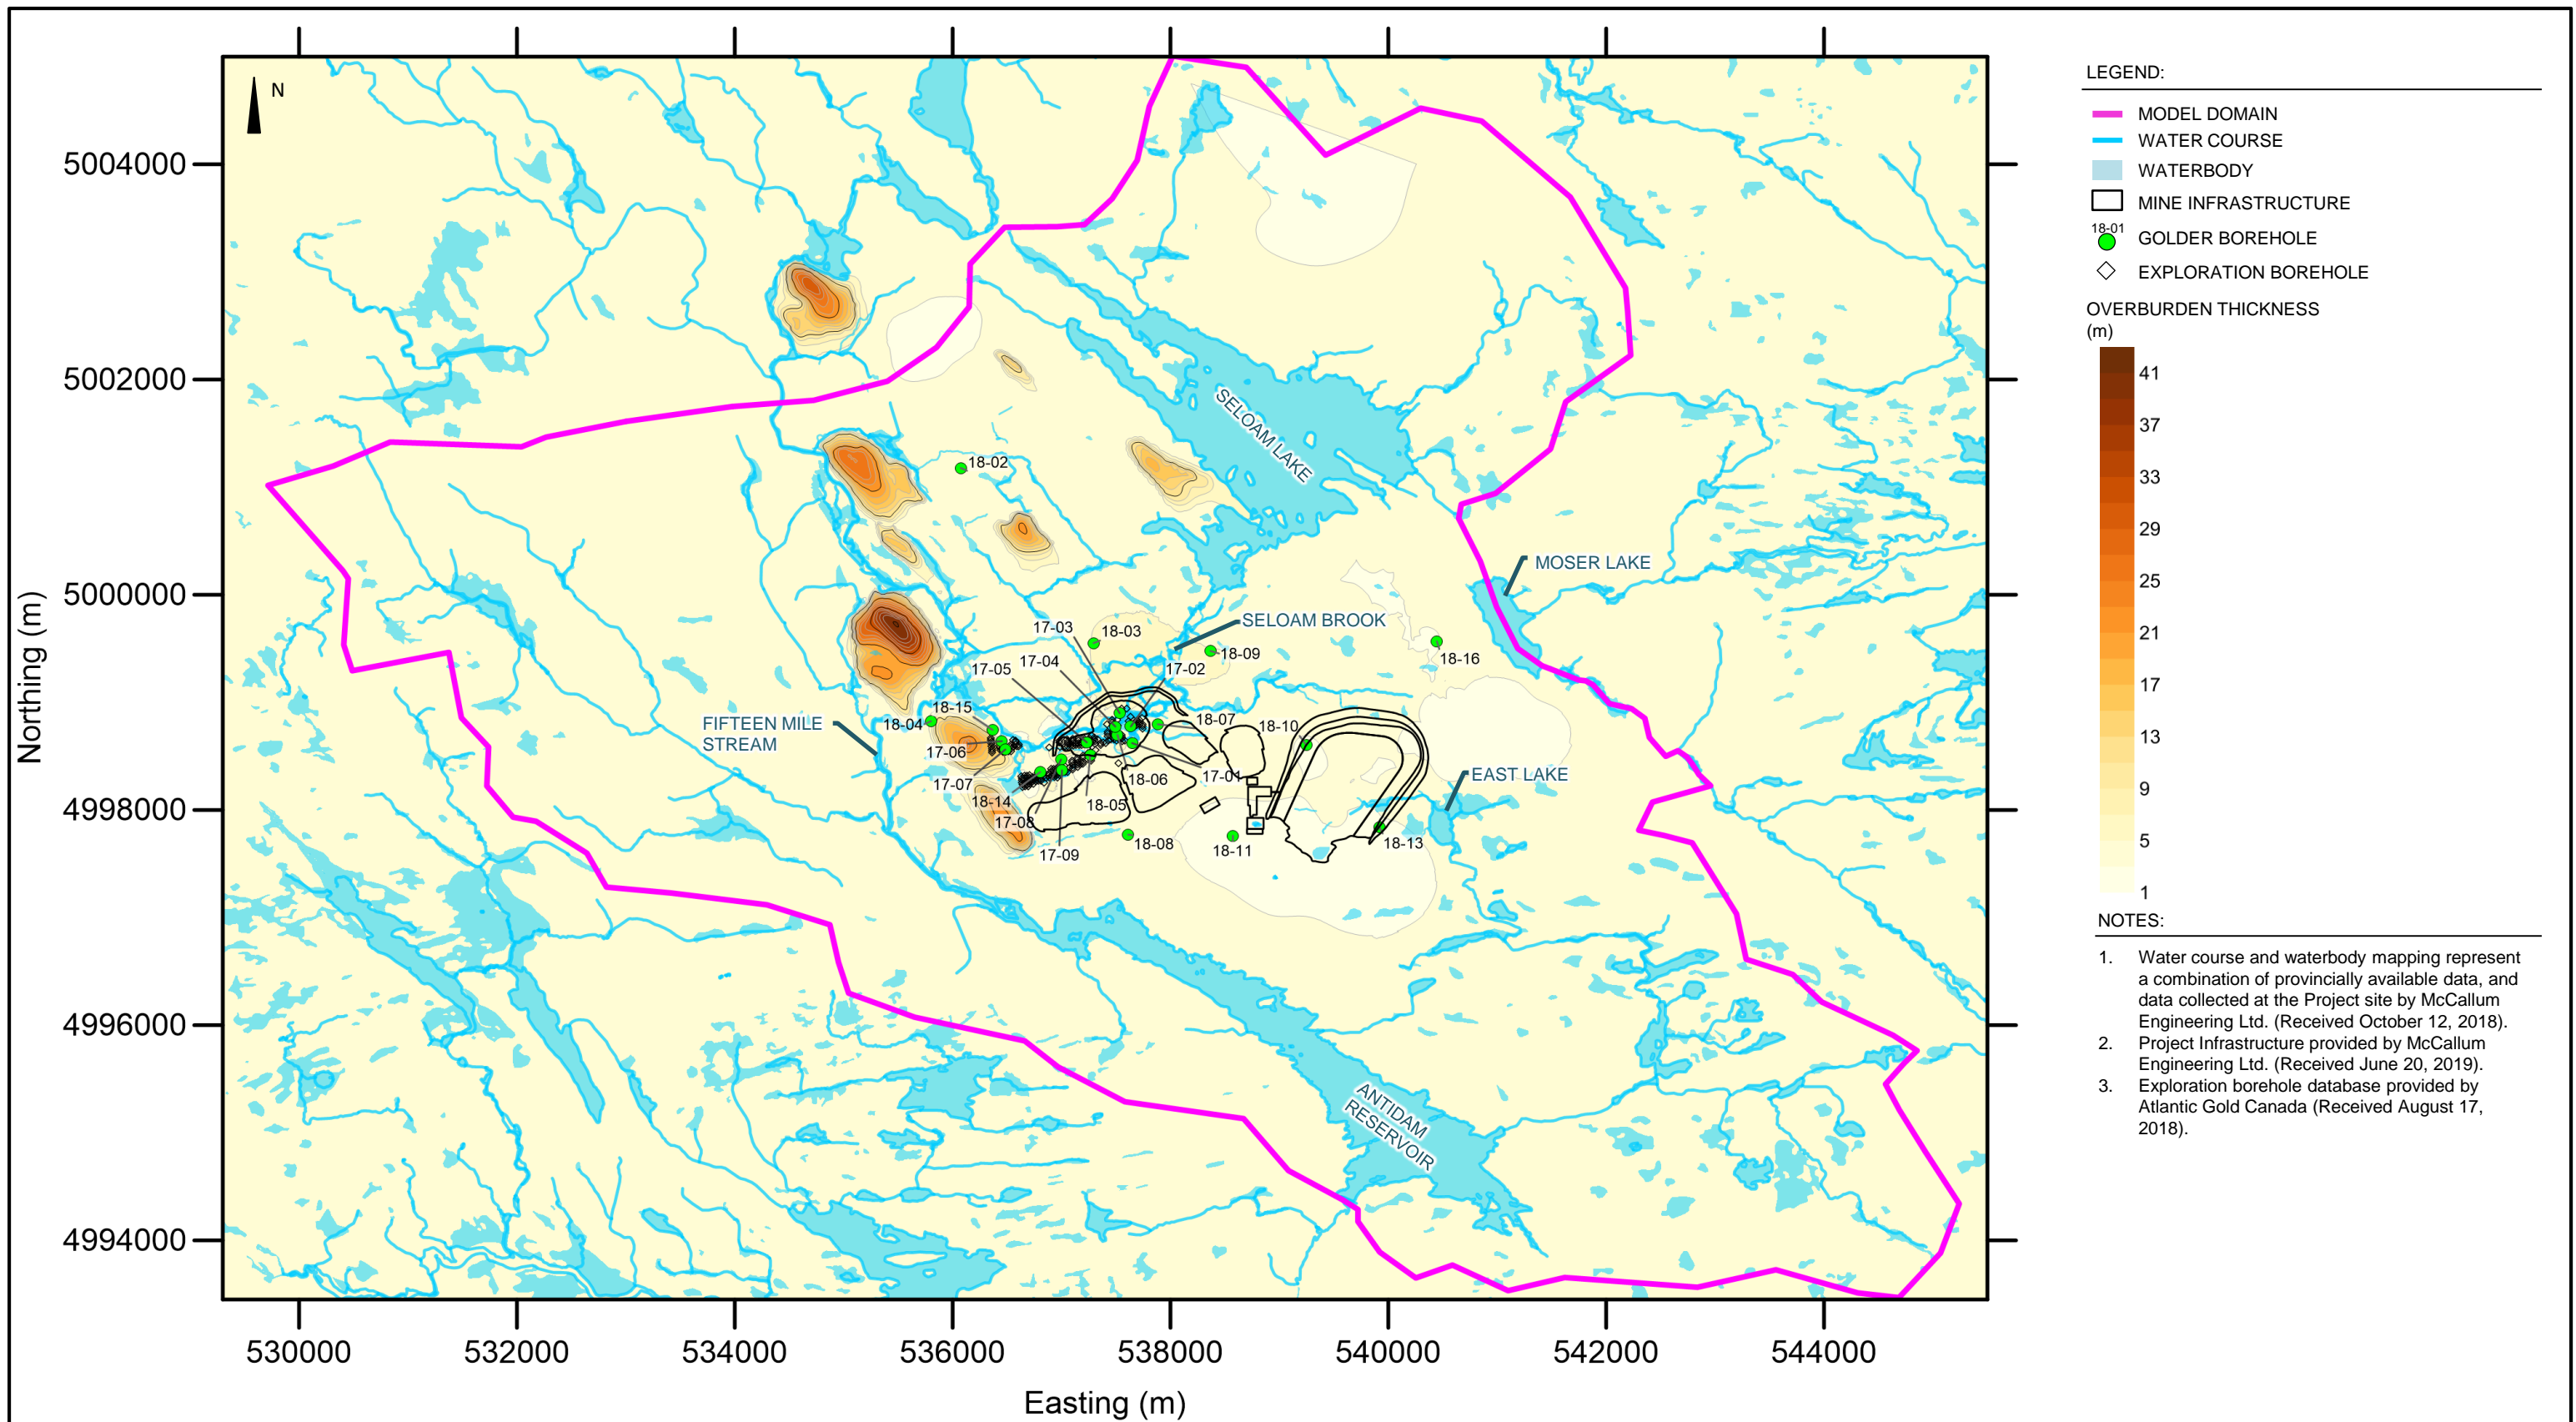 N
5004000
5002000
5000000
4998000
4996000
4994000
Northing (m)
530000
532000
534000
536000
538000
540000
542000
544000
Easting (m)
SELOAM LAKE
18-02
MOSER LAKE
SELOAM BROOK
17-03
18-03
18-09
17-04
17-05
17-02
18-16
18-15
18-04
18-07
18-10
FIFTEEN MILE
STREAM
17-06
17-07
18-06
17-01
EAST LAKE
18-14
18-05
17-08
17-09
18-08
18-11
18-13
ANTIDAM
RESERVOIR
LEGEND:
MODEL DOMAIN
WATER COURSE
WATERBODY
MINE INFRASTRUCTURE
18-01
GOLDER BOREHOLE
EXPLORATION BOREHOLE
OVERBURDEN THICKNESS
(m)
41
37
33
29
25
21
17
13
9
5
1
NOTES:
1. Water course and waterbody mapping represent
a combination of provincially available data, and
data collected at the Project site by McCallum
Engineering Ltd. (Received October 12, 2018).
2. Project Infrastructure provided by McCallum
Engineering Ltd. (Received June 20, 2019).
3. Exploration borehole database provided by
Atlantic Gold Canada (Received August 17,
2018).